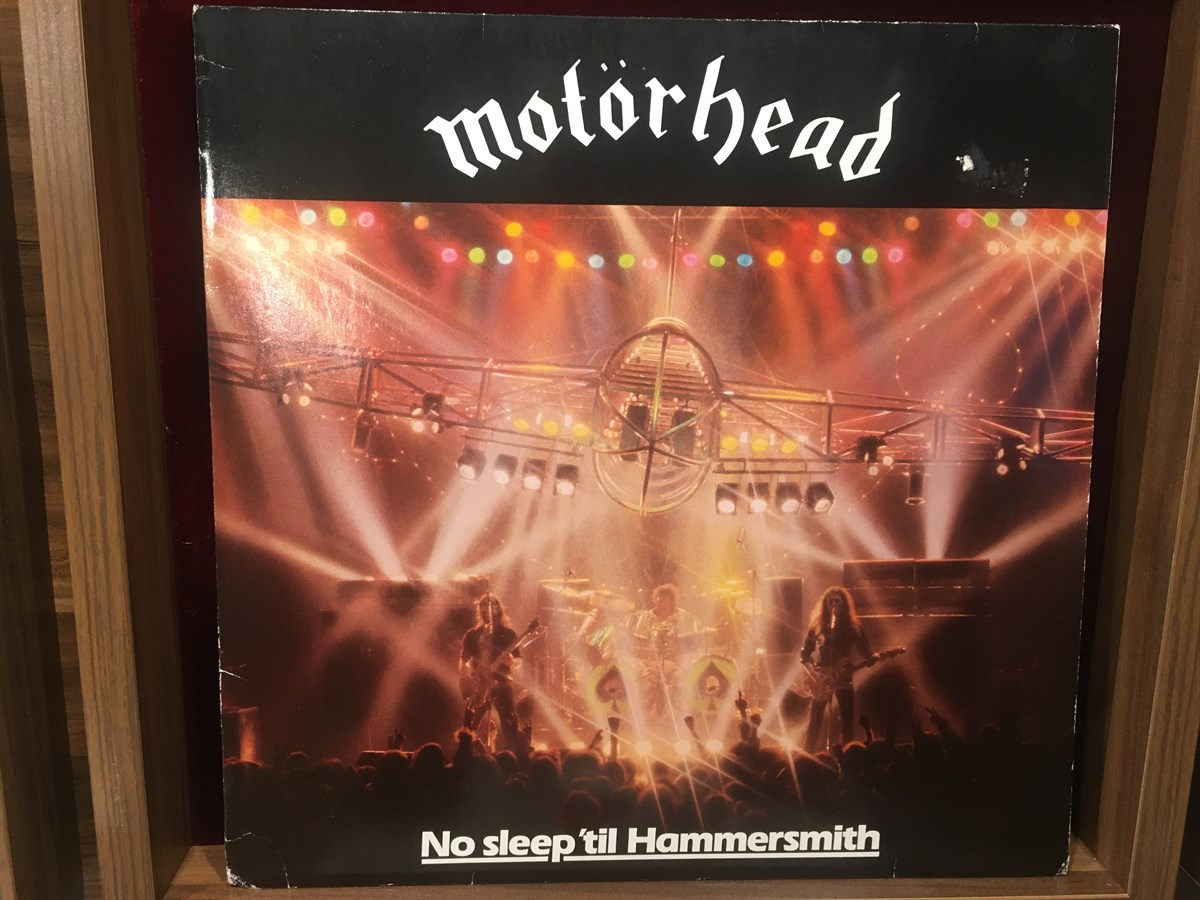 motörhead
No sleep 'til Hammersmith